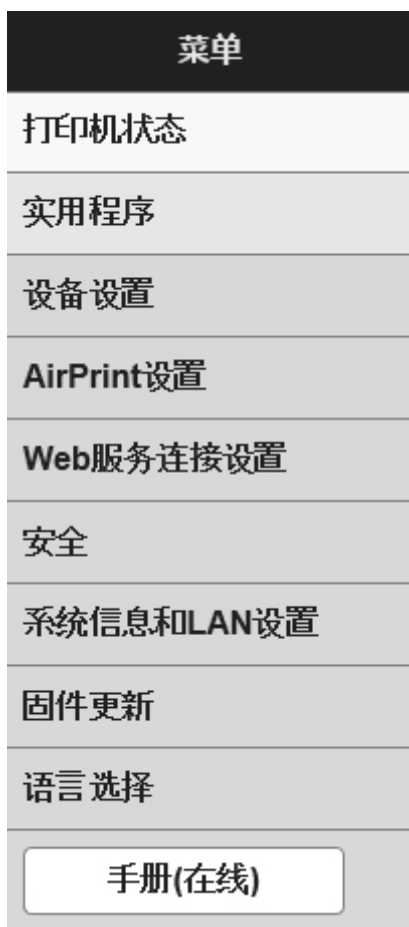 菜单
打印机状态
实用程序
设备设置
AirPrint设置
Web服务连接设置
安全
系统信息和LAN设置
固件更新
语言选择
手册(在线)